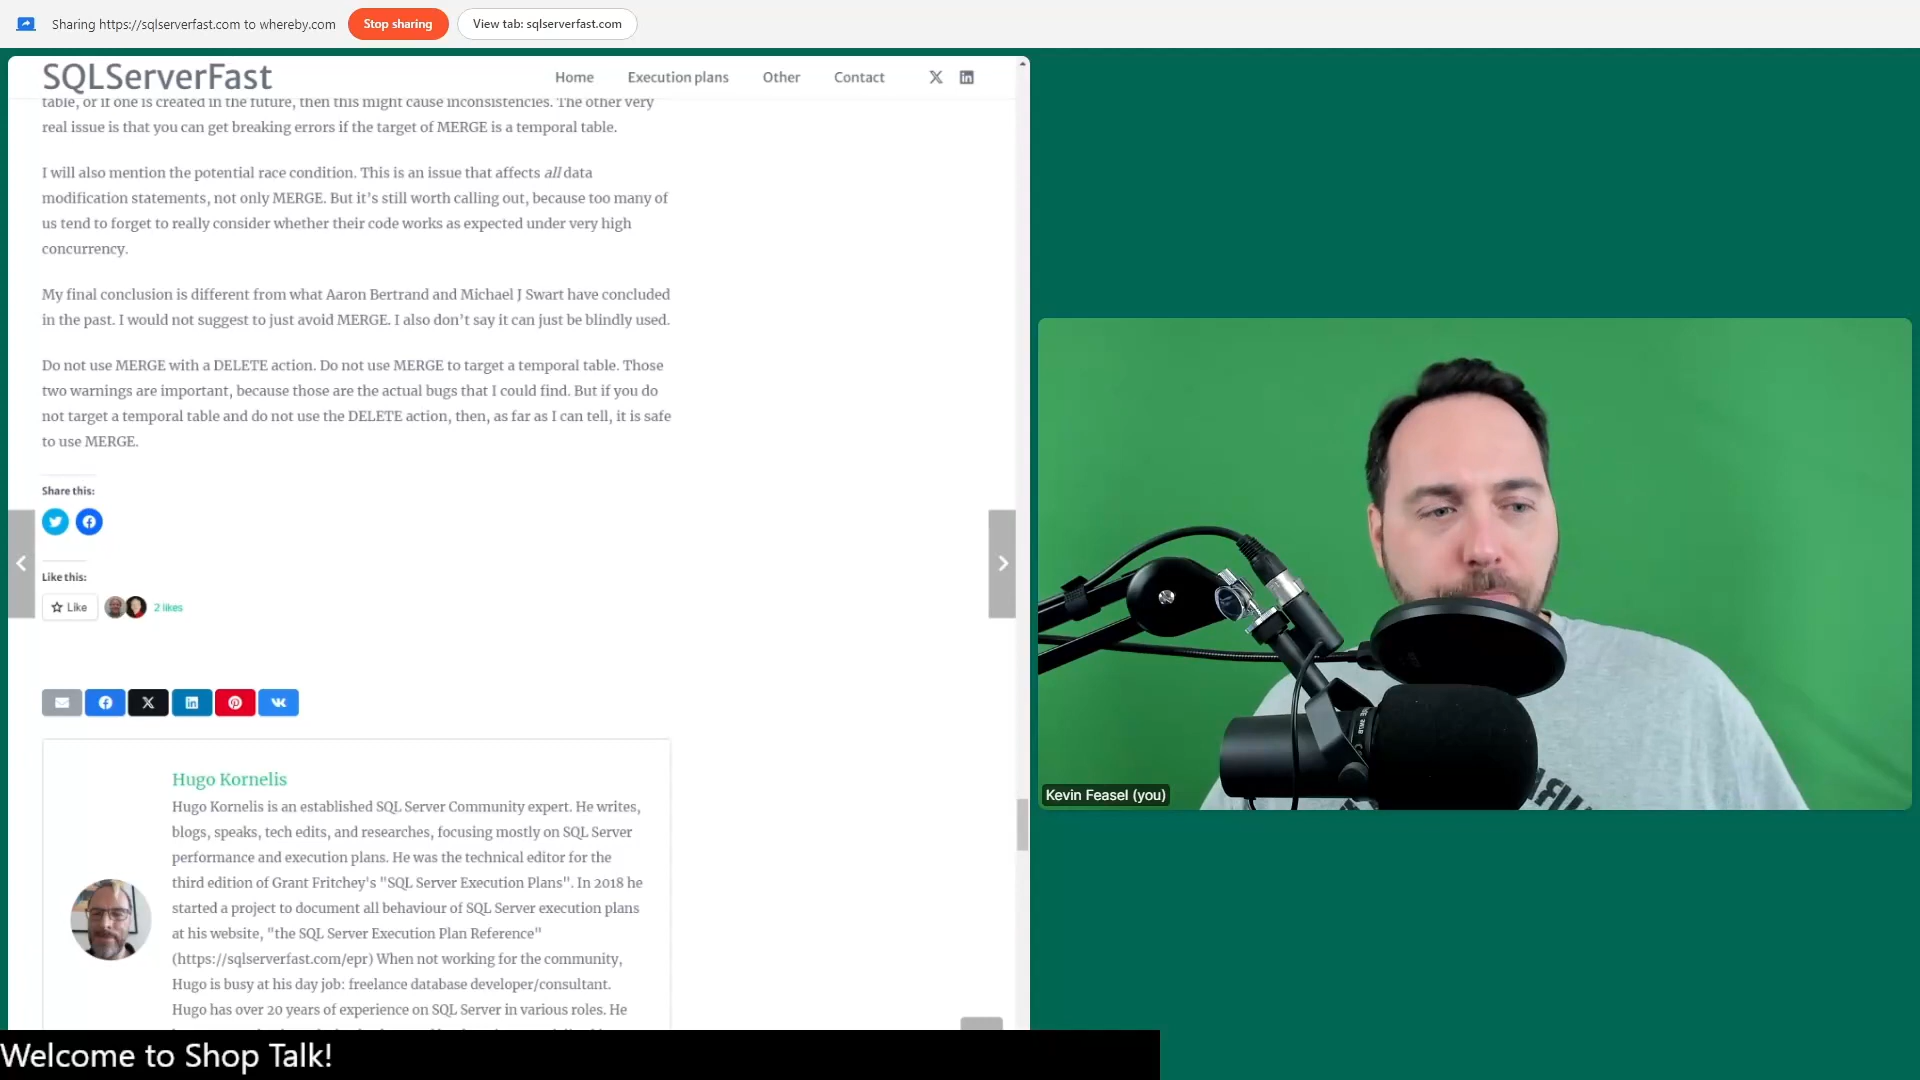 Sharing https://sqlserverfast.com to whereby.com
Stop sharing
View tab: sqlserverfast.com
SQLServerFast
Home
Execution plans
Other
Contact
table, or if one is created in the future, then this might cause inconsistencies. The other very
real issue is that you can get breaking errors if the target of MERGE is a temporal table.
I will also mention the potential race condition. This is an issue that affects all data
modification statements, not only MERGE. But it's still worth calling out, because too many of
us tend to forget to really consider whether their code works as expected under very high
concurrency.
My final conclusion is different from what Aaron Bertrand and Michael J Swart have concluded
in the past. I would not suggest to just avoid MERGE. I also don't say it can just be blindly used.
Do not use MERGE with a DELETE action. Do not use MERGE to target a temporal table. Those
two warnings are important, because those are the actual bugs that I could find. But if you do
not target a temporal table and do not use the DELETE action, then, as far as I can tell, it is safe
to use MERGE.
Share this:
Like this:
Like
2 likes
Hugo Kornelis
Hugo Kornelis is an established SQL Server Community expert. He writes,
blogs, speaks, tech edits, and researches, focusing mostly on SQL Server
performance and execution plans. He was the technical editor for the
third edition of Grant Fritchey's "SQL Server Execution Plans". In 2018 he
started a project to document all behaviour of SQL Server execution plans
at his website, "the SQL Server Execution Plan Reference"
(https://sqlserverfast.com/epr) When not working for the community,
Hugo is busy at his day job: freelance database developer/consultant.
Hugo has over 20 years of experience on SQL Server in various roles. He
Kevin Feasel (you)
Welcome to Shop Talk!